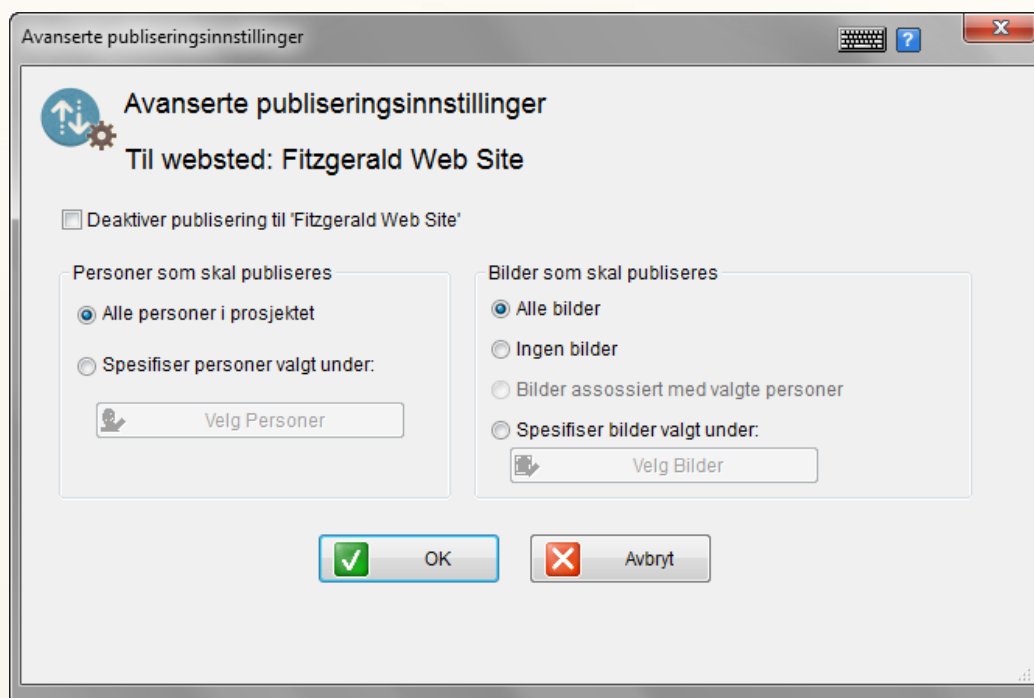 Avanserte publiseringsinnstillinger
Avanserte publiseringsinnstillinger
Til websted: Fitzgerald Web Site
Deaktiver publisering til 'Fitzgerald Web Site'
Personer som skal publiseres
Alle personer i prosjektet
Spesifiser personer valgt under:
Velg Personer
Bilder som skal publiseres
Alle bilder
Ingen bilder
Bilder assossiert med valgte personer
Spesifiser bilder valgt under:
Velg Bilder
OK
Avbryt